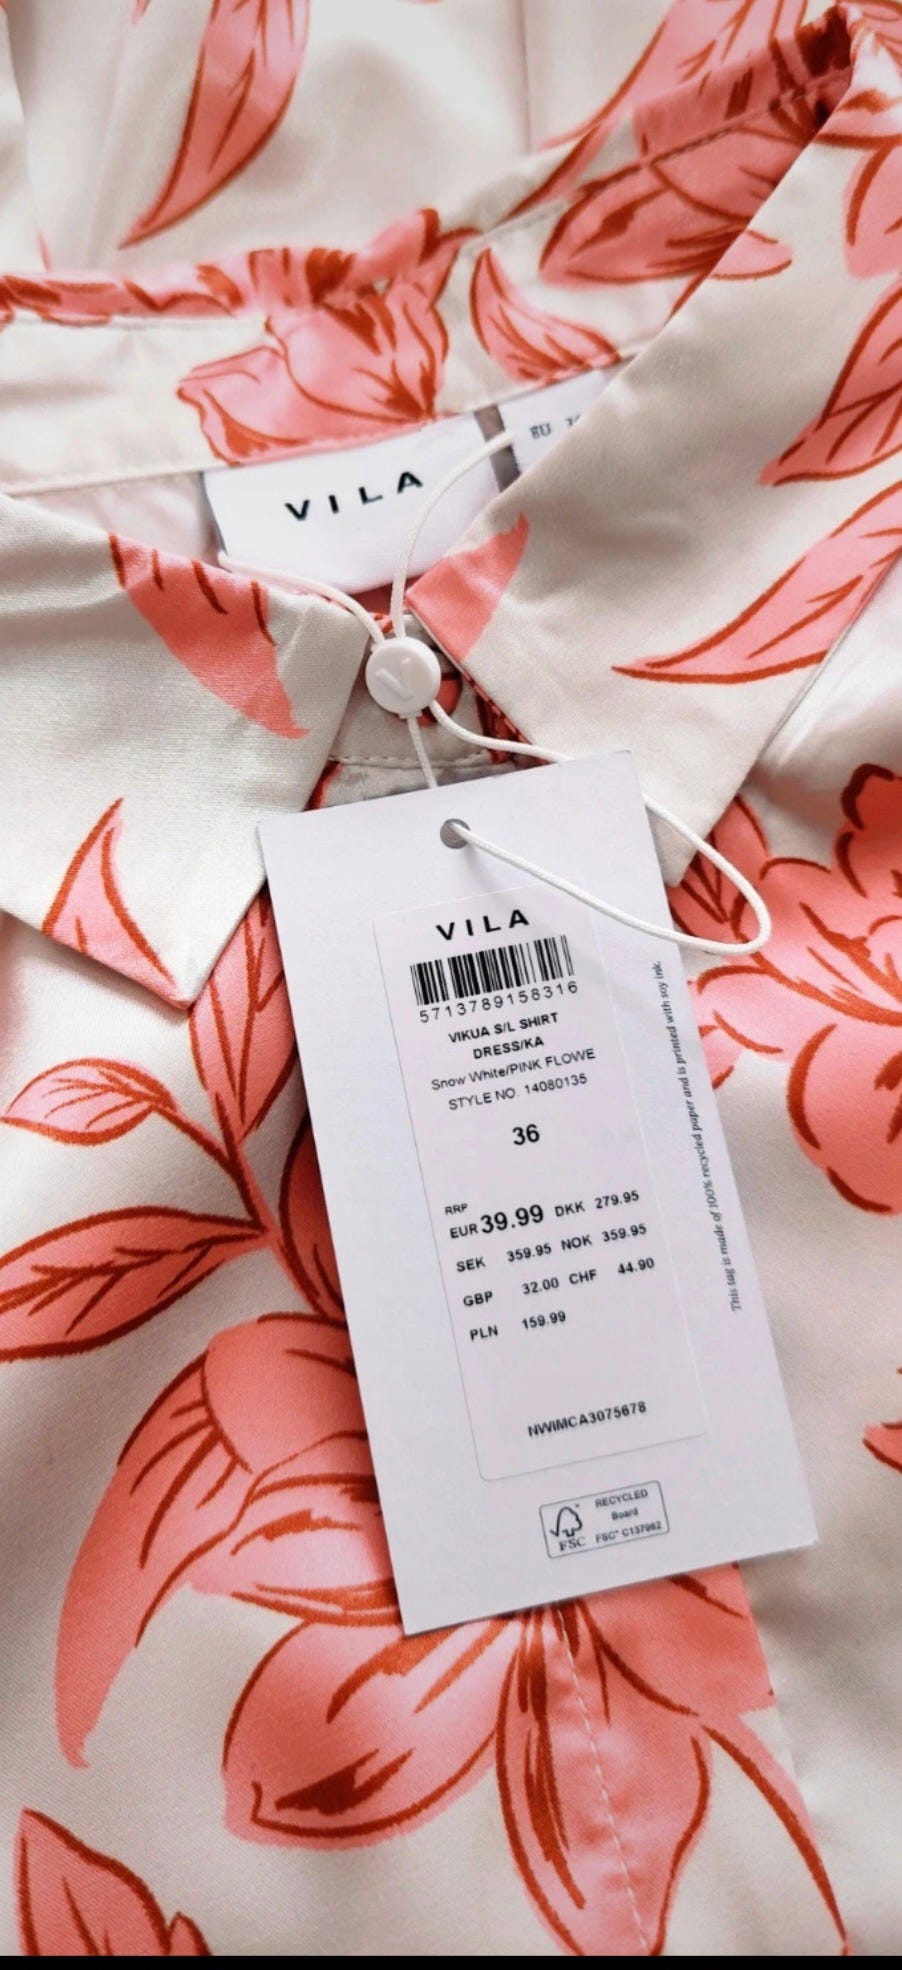 VILA
EU
V
VILA
5713789158316
VIKUA S/L SHIRT
DRESS/KA
Snow White/PINK FLOWE
STYLE NO. 14080135
36
RRP
EUR 39.99 DKK 279.95
SEK 359.95 NOK 359.95
GBP 32.00 CHF 44.90
PLN 159.99
NWIMCA3075678
This tag is made of 100% recycled paper and is printed with soy ink.
FSC
RECYCLED
Board
FSC® C137962